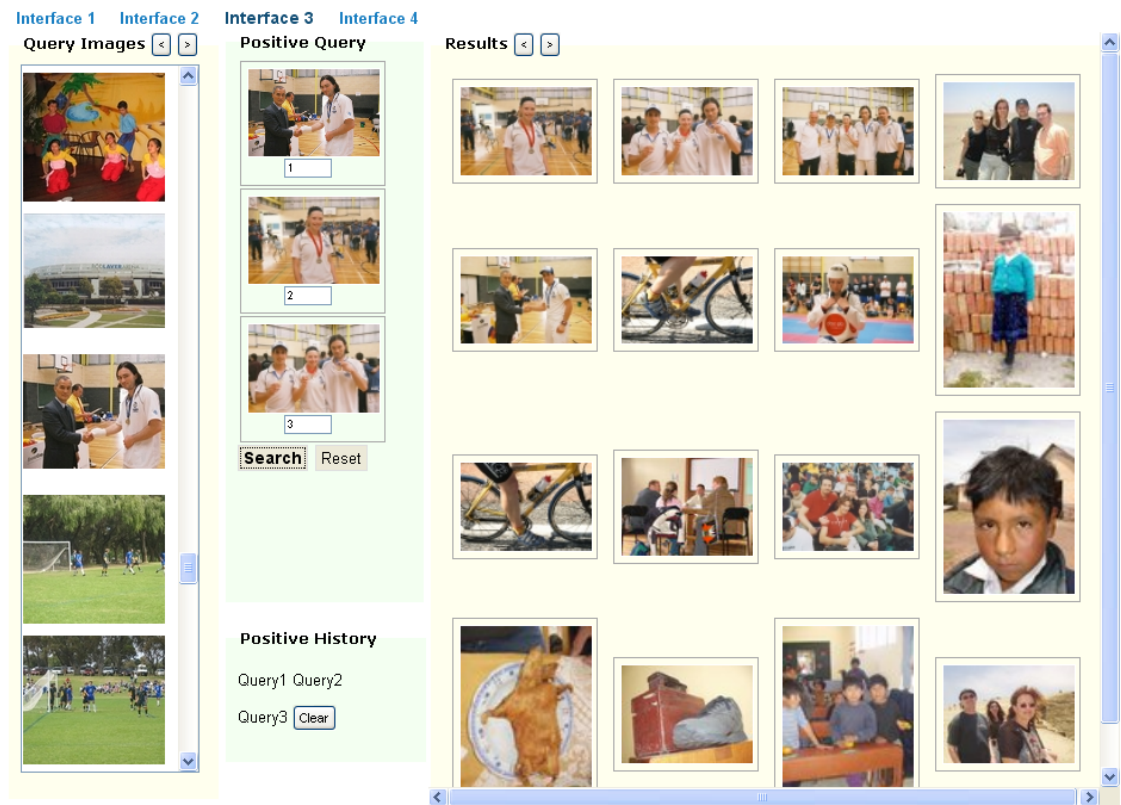 Interface 1 Interface 2 Interface 3 Interface 4
Query Images < >
Positive Query
1
2
3
Search Reset
Positive History
Query1 Query2
Query3 Clear
Results < >